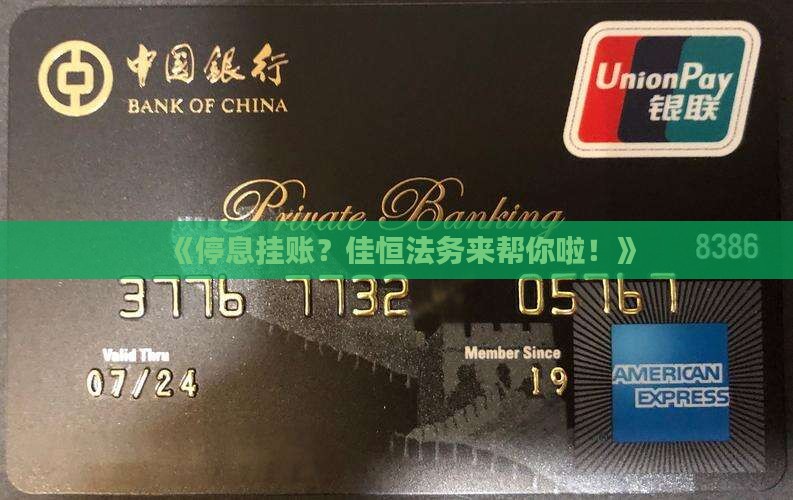 中国银行
BANK OF CHINA
UnionPay
银联
Private Banking
《停息挂账？佳恒法务来帮你啦！》
8386
3776 7732 05767
Valid Thru
07/24
Member Since
19
AMERICAN
EXPRESS